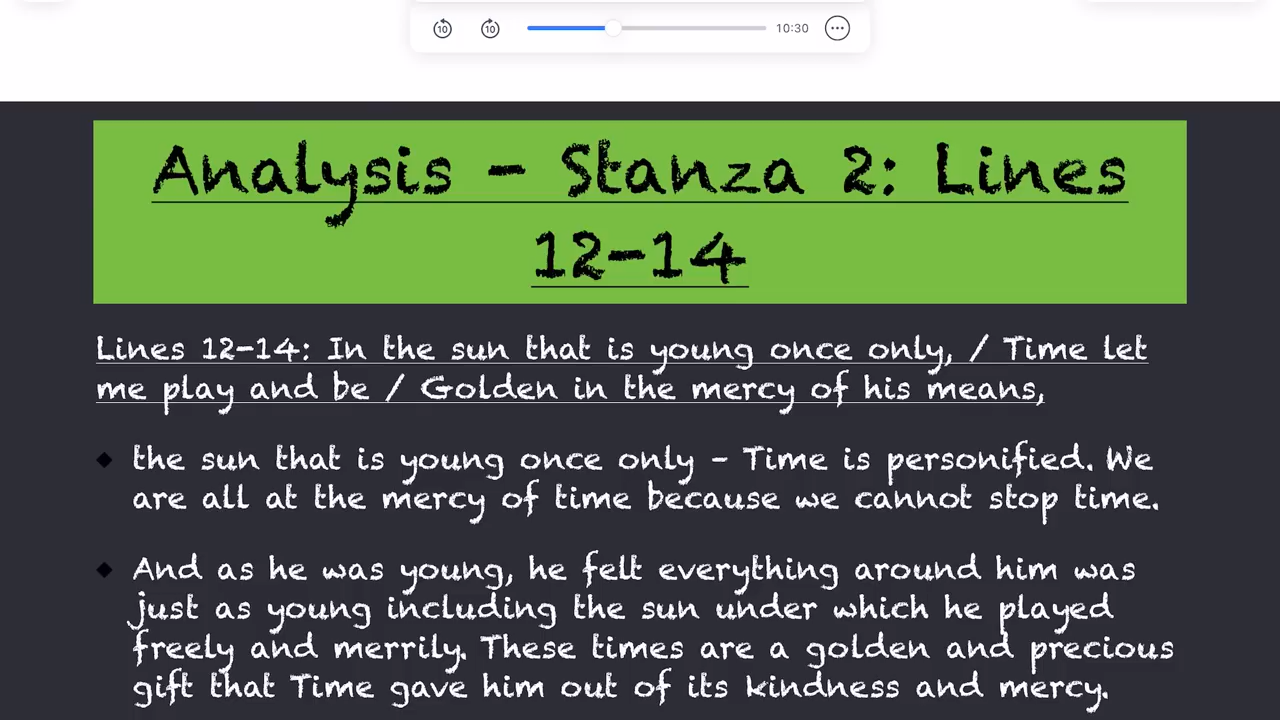 10 10 10:30
Analysis - Stanza 2: Lines
12-14
Lines 12-14: In the sun that is young once only, / Time let
me play and be / Golden in the mercy of his means,
the sun that is young once only - Time is personified. We
are all at the mercy of time because we cannot stop time.
And as he was young, he felt everything around him was
just as young including the sun under which he played
freely and merrily. These times are a golden and precious
gift that Time gave him out of its kindness and mercy.